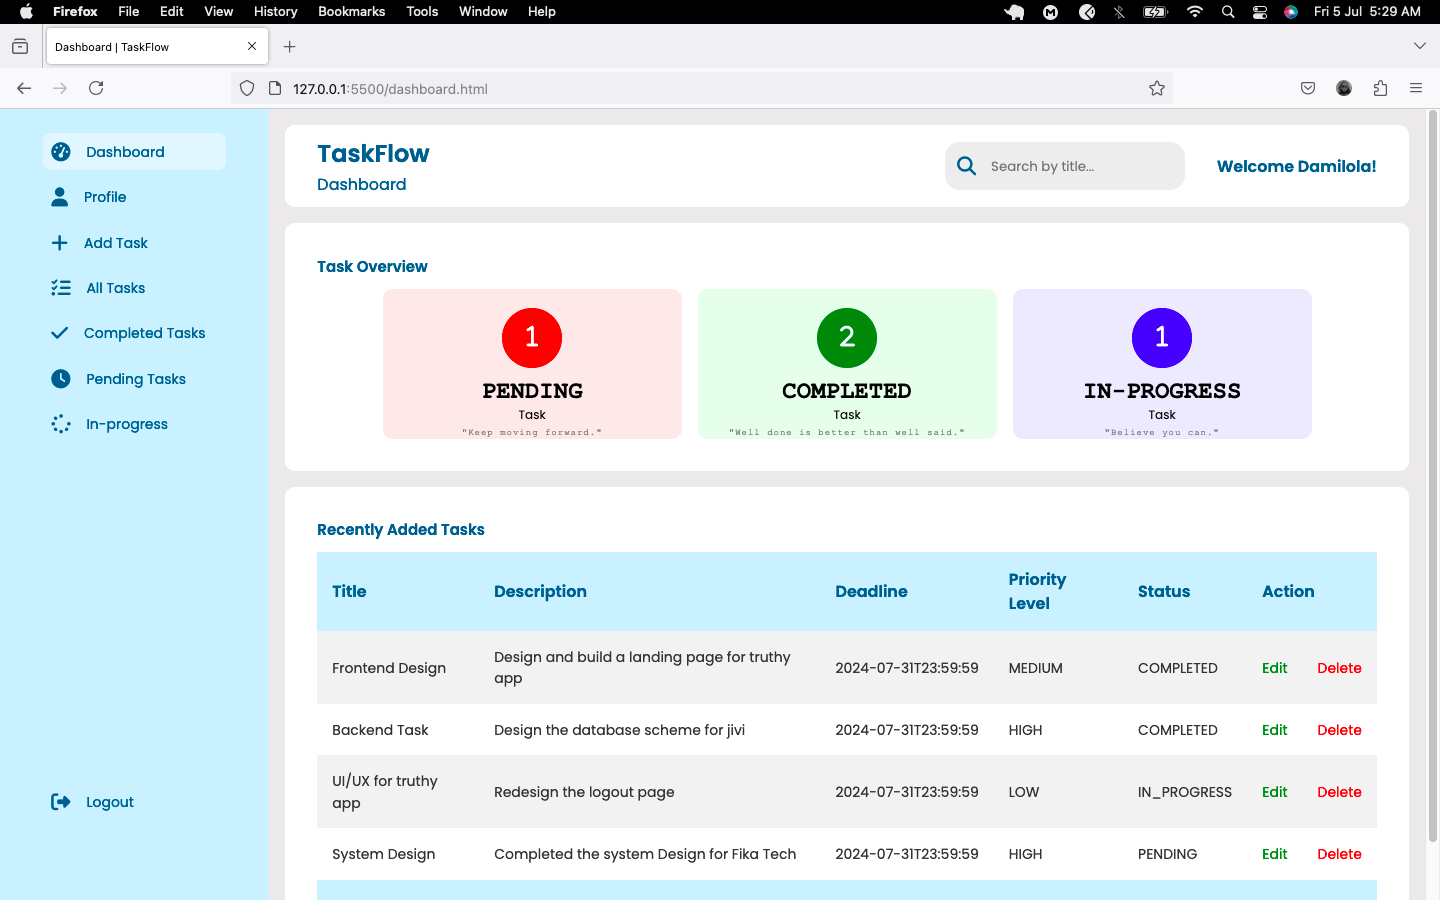 Firefox File Edit View History Bookmarks Tools Window Help Fri 5 Jul 5:29 AM
Dashboard | TaskFlow
127.0.0.1:5500/dashboard.html
Dashboard
Profile
Add Task
All Tasks
Completed Tasks
Pending Tasks
In-progress
Logout
TaskFlow
Dashboard
Search by title...
Welcome Damilola!
Task Overview
1
PENDING
Task
"Keep moving forward."
2
COMPLETED
Task
"Well done is better than well said."
1
IN-PROGRESS
Task
"Believe you can."
Recently Added Tasks
Title Description Deadline Priority Level Status Action
Frontend Design Design and build a landing page for truthy app 2024-07-31T23:59:59 MEDIUM COMPLETED Edit Delete
Backend Task Design the database scheme for jivi 2024-07-31T23:59:59 HIGH COMPLETED Edit Delete
UI/UX for truthy app Redesign the logout page 2024-07-31T23:59:59 LOW IN_PROGRESS Edit Delete
System Design Completed the system Design for Fika Tech 2024-07-31T23:59:59 HIGH PENDING Edit Delete